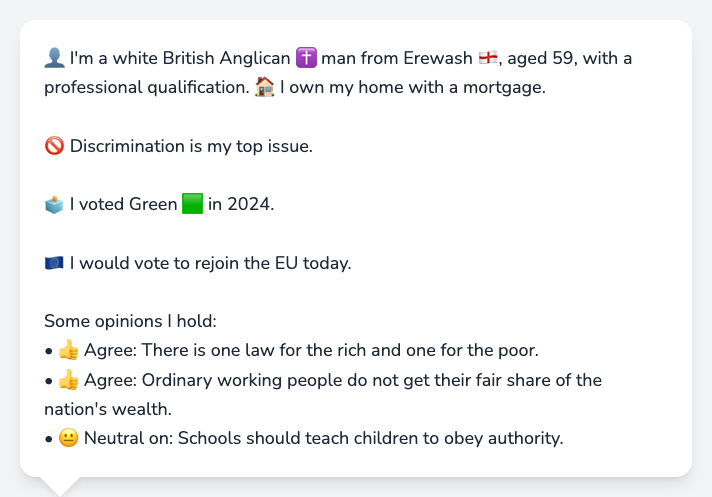 👤 I'm a white British Anglican ✝️ man from Erewash 🏴󠁧󠁢󠁥󠁮󠁧󠁿, aged 59, with a
professional qualification. 🏠 I own my home with a mortgage.
🚫 Discrimination is my top issue.
🗳️ I voted Green 🟩 in 2024.
🇪🇺 I would vote to rejoin the EU today.
Some opinions I hold:
• 👍 Agree: There is one law for the rich and one for the poor.
• 👍 Agree: Ordinary working people do not get their fair share of the
nation's wealth.
• 😐 Neutral on: Schools should teach children to obey authority.